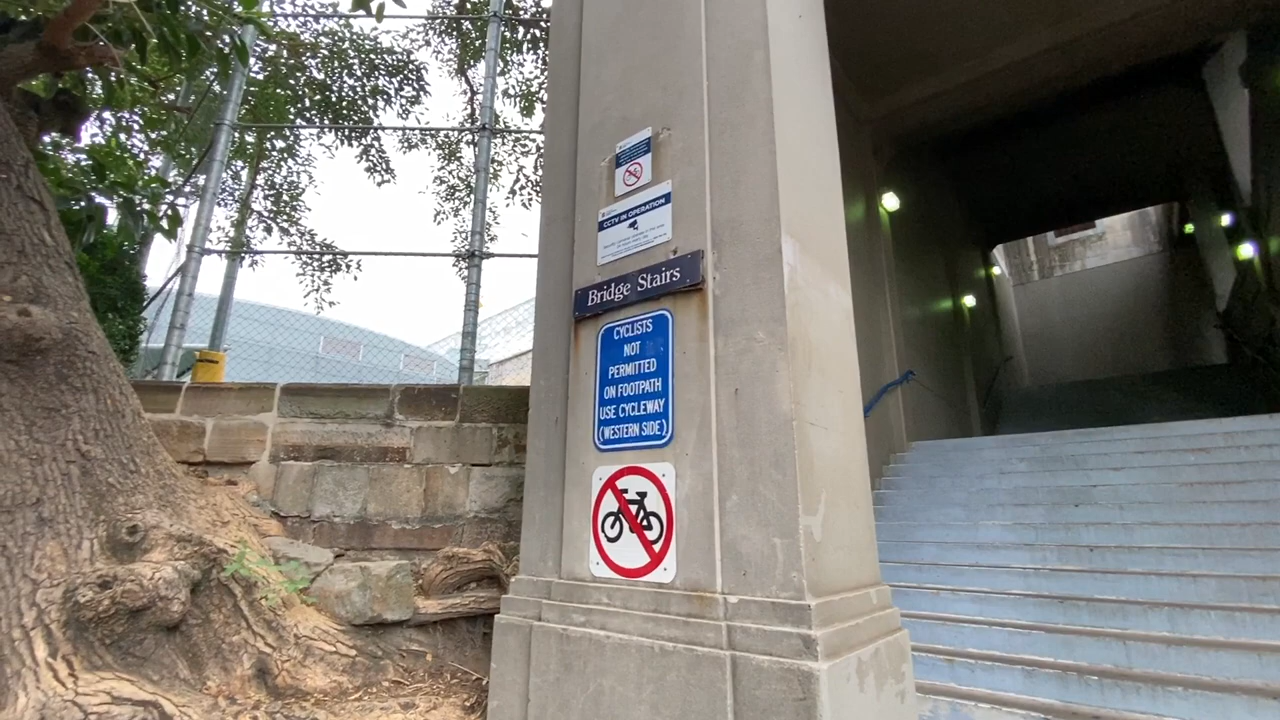 CCTV IN OPERATION
Bridge Stairs
CYCLISTS
NOT
PERMITTED
ON FOOTPATH
USE CYCLEWAY
(WESTERN SIDE)